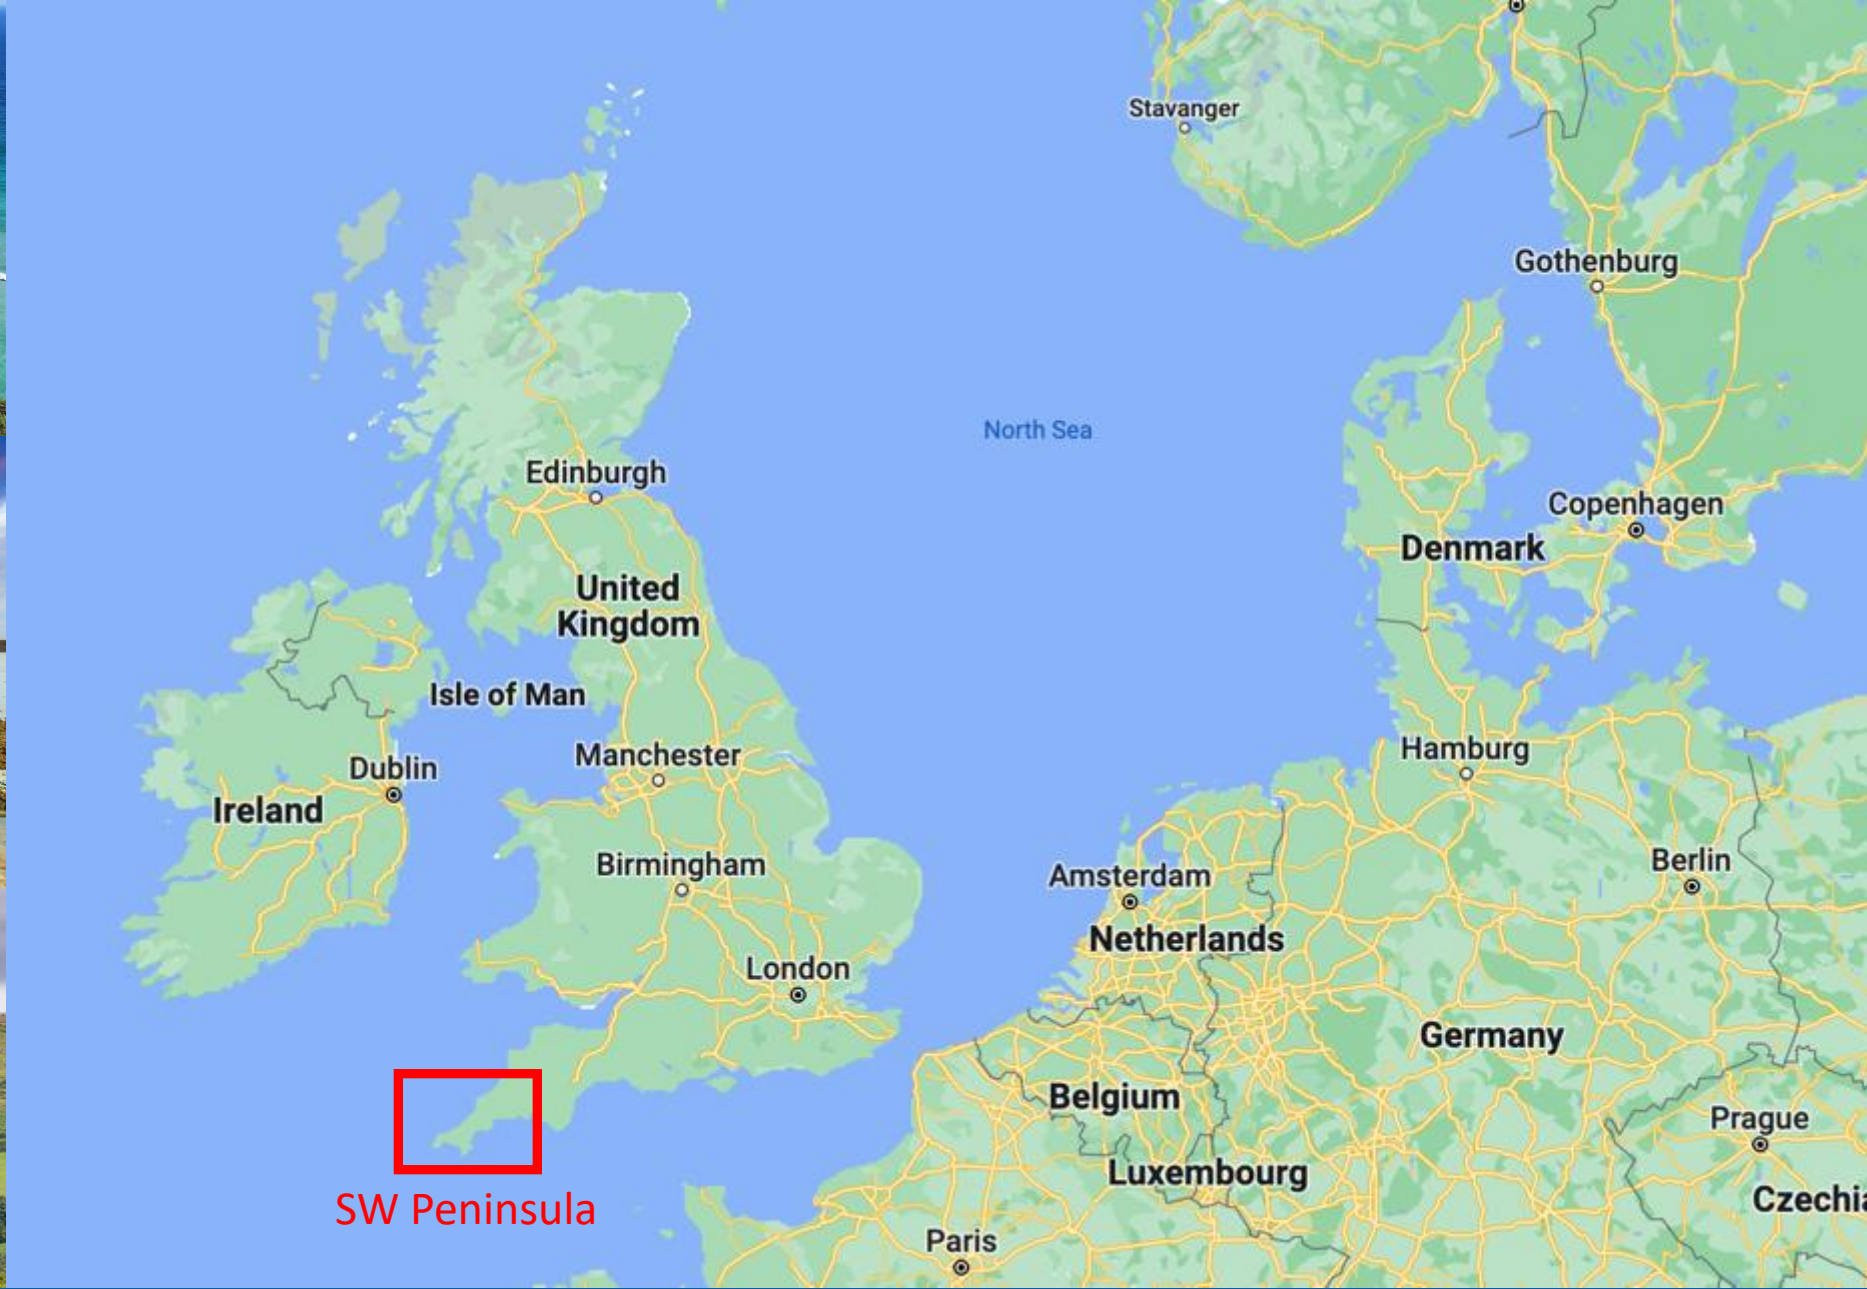 Stavanger
Gothenburg
North Sea
Edinburgh
Copenhagen
Denmark
United
Kingdom
Isle of Man
Manchester
Dublin
Ireland
Hamburg
Birmingham
Berlin
Amsterdam
Netherlands
London
Germany
Belgium
Prague
Luxembourg
Czechia
SW Peninsula
Paris